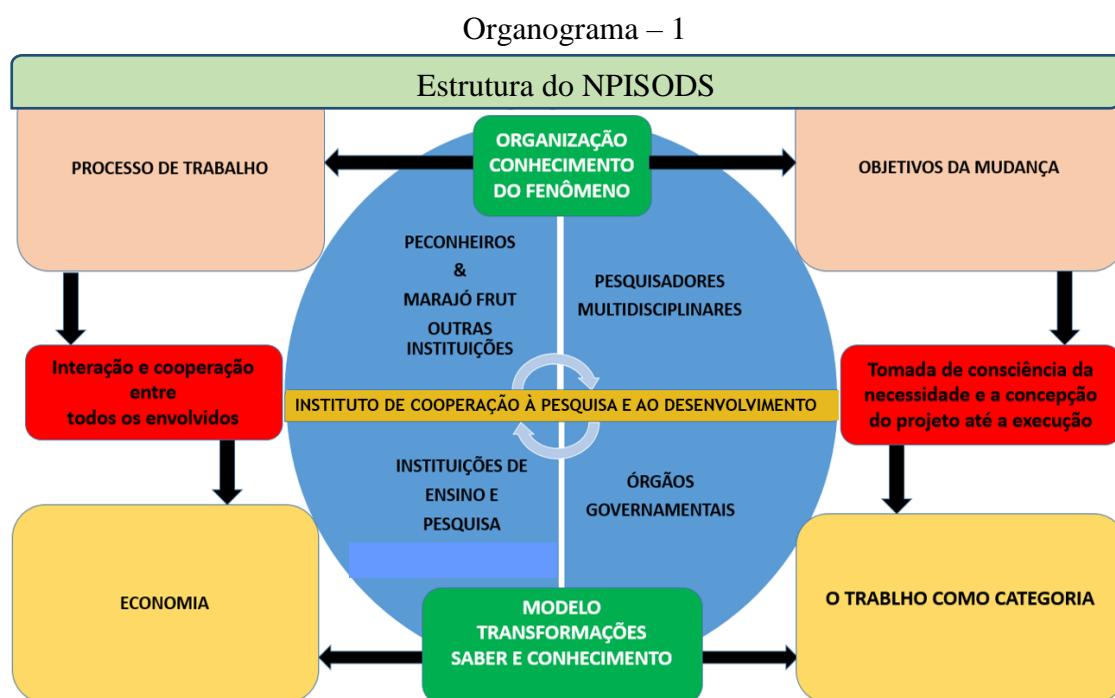 Organograma – 1
Estrutura do NPISODS
PROCESSO DE TRABALHO
ORGANIZAÇÃO
CONHECIMENTO
DO FENÔMENO
OBJETIVOS DA MUDANÇA
PECONHEIROS
&
MARAJÓ FRUT
OUTRAS
INSTITUIÇÕES
PESQUISADORES
MULTIDISCIPLINARES
Interação e cooperação
entre
todos os envolvidos
INSTITUTO DE COOPERAÇÃO À PESQUISA E AO DESENVOLVIMENTO
Tomada de consciência da
necessidade e a concepção
do projeto até a execução
INSTITUIÇÕES DE
ENSINO E
PESQUISA
ÓRGÃOS
GOVERNAMENTAIS
ECONOMIA
MODELO
TRANSFORMAÇÕES
SABER E CONHECIMENTO
O TRABLHO COMO CATEGORIA